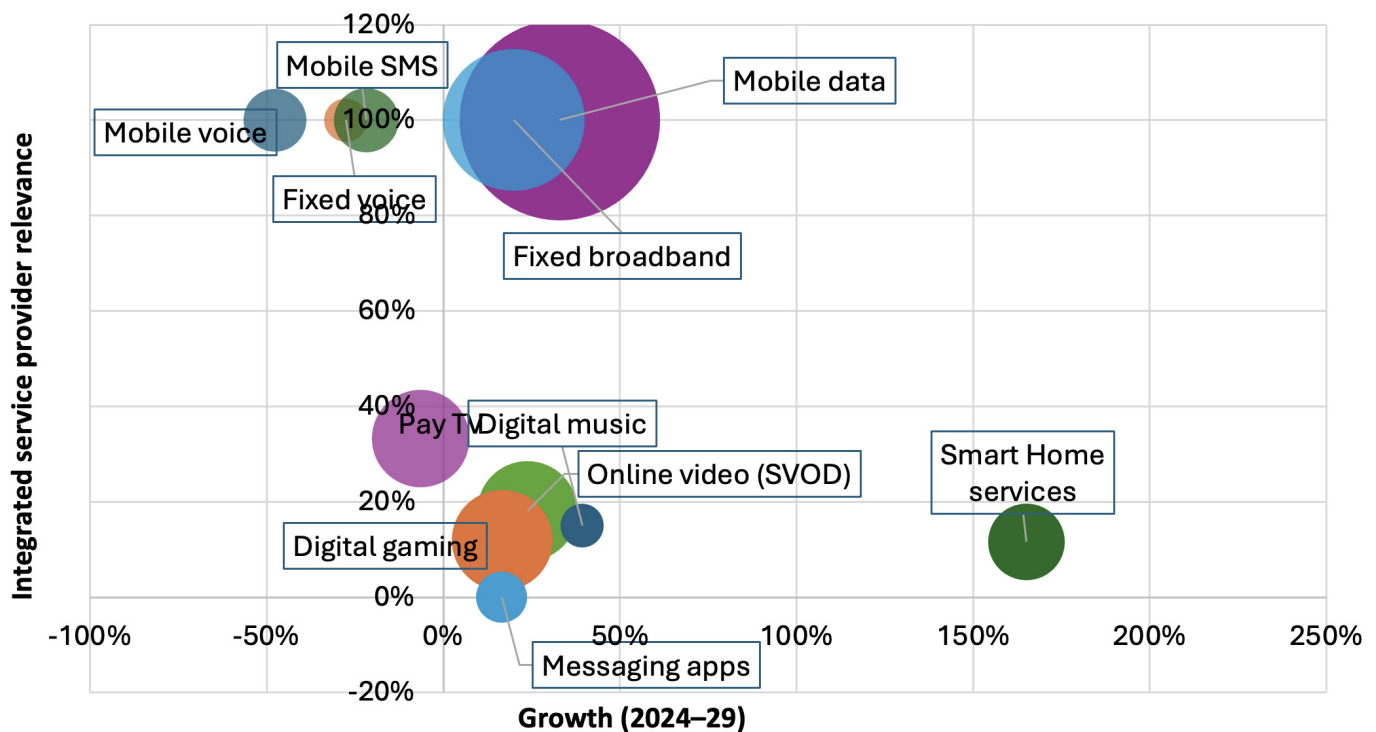 120%
Mobile SMS
Mobile data
100%
Mobile voice
Fixed voice
80%
Fixed broadband
60%
Integrated service provider relevance
40%
Pay TV
Digital music
Smart Home
services
Online video (SVOD)
20%
Digital gaming
0%
-100%
-50%
0%
50%
100%
150%
200%
250%
Messaging apps
-20%
Growth (2024–29)